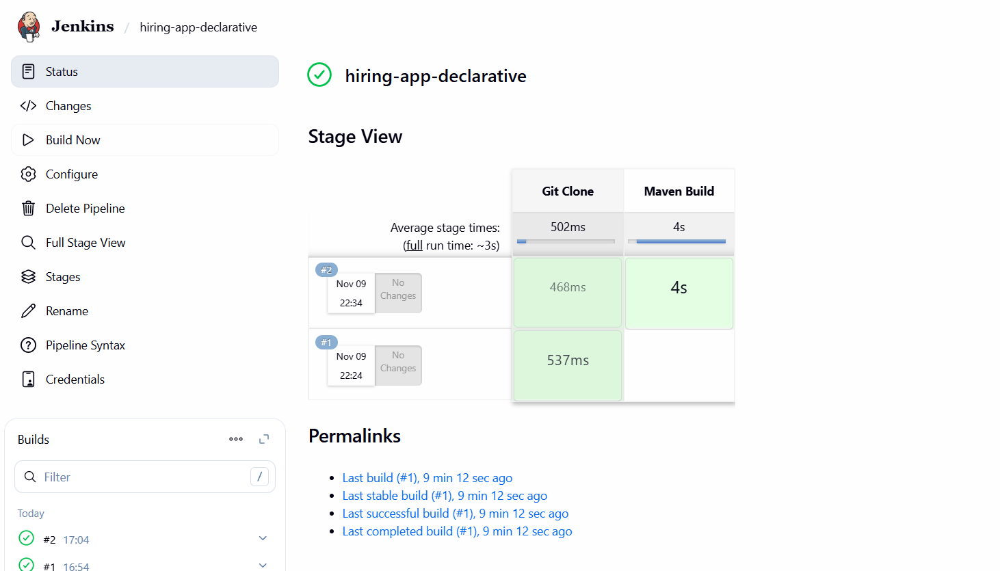 Jenkins / hiring-app-declarative
Status
Changes
Build Now
Configure
Delete Pipeline
Full Stage View
Stages
Rename
Pipeline Syntax
Credentials
Builds
Filter /
Today
#2 17:04
#1 16:54
hiring-app-declarative
Stage View
Git Clone Maven Build
Average stage times: 502ms 4s
(full run time: ~3s)
#2
Nov 09 No
22:34 Changes
468ms 4s
#1
Nov 09 No
22:24 Changes
537ms
Permalinks
Last build (#1), 9 min 12 sec ago
Last stable build (#1), 9 min 12 sec ago
Last successful build (#1), 9 min 12 sec ago
Last completed build (#1), 9 min 12 sec ago